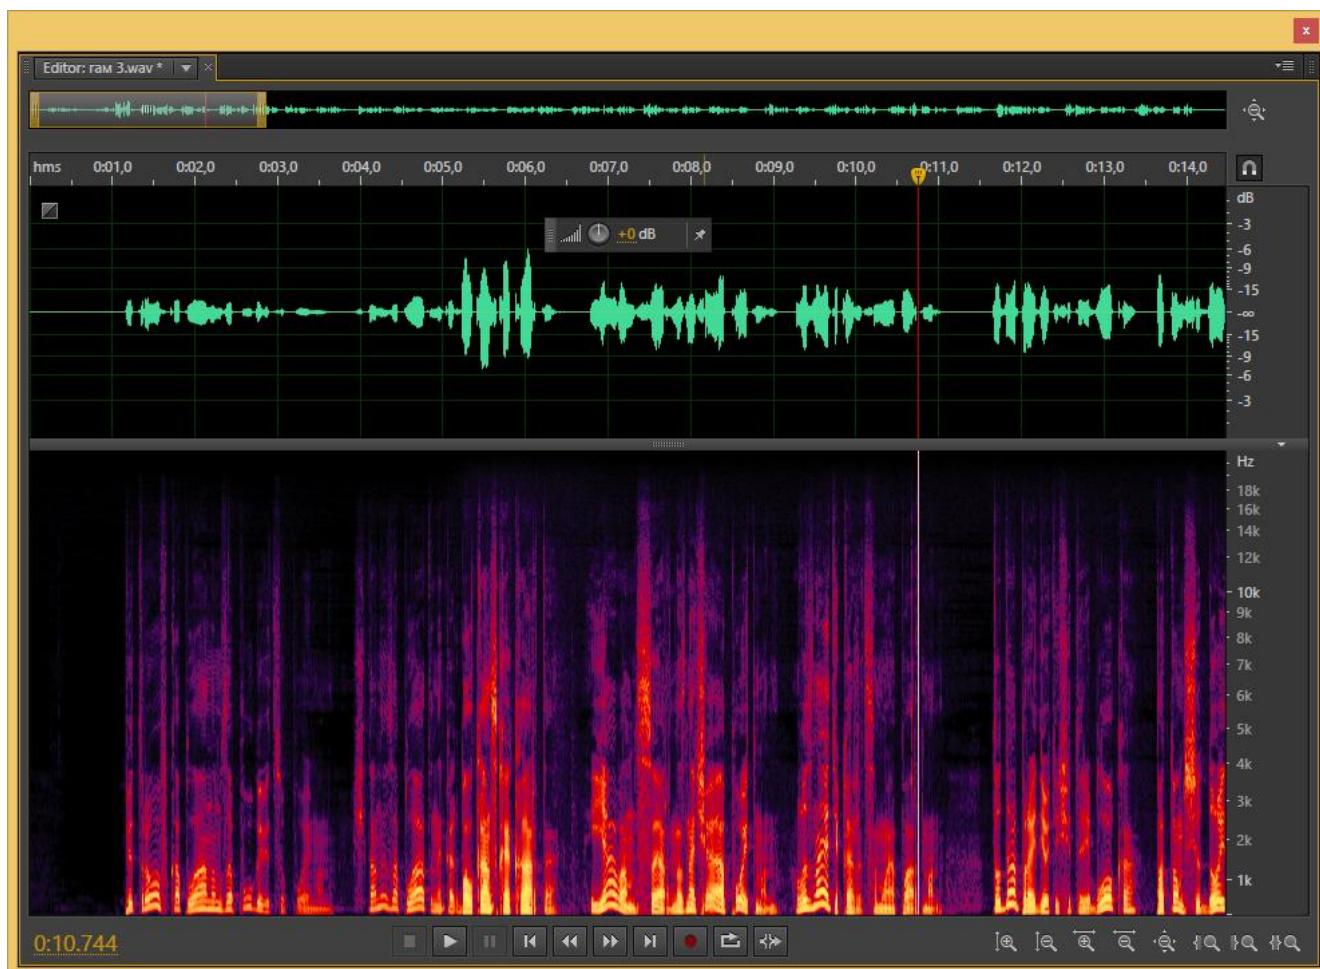 x
Editor: гам 3.wav *
hms 0:01,0 0:02,0 0:03,0 0:04,0 0:05,0 0:06,0 0:07,0 0:08,0 0:09,0 0:10,0 0:11,0 0:12,0 0:13,0 0:14,0
dB
+0 dB
-3
-6
-9
-15
-∞
-15
-9
-6
-3
Hz
18k
16k
14k
12k
10k
9k
8k
7k
6k
5k
4k
3k
2k
1k
0:10.744